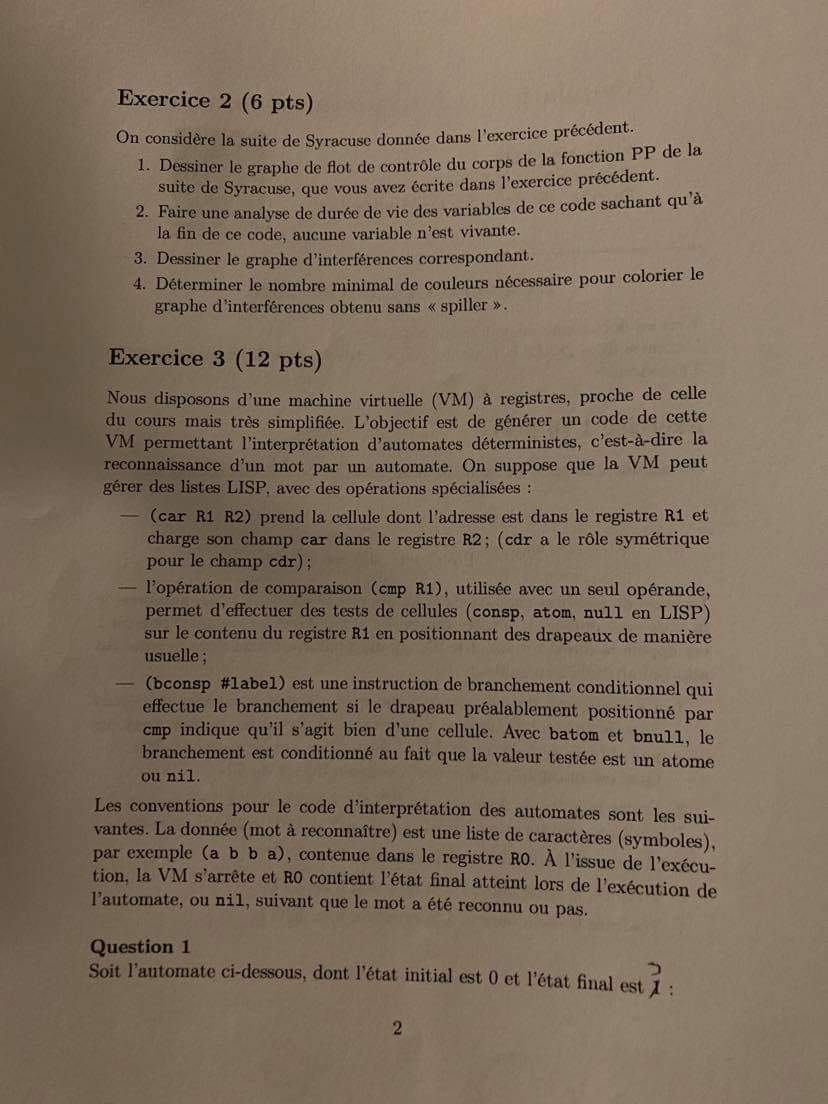 Exercice 2 (6 pts)
On considère la suite de Syracuse donnée dans l'exercice précédent.
1. Dessiner le graphe de flot de contrôle du corps de la fonction PP de la
suite de Syracuse, que vous avez écrite dans l'exercice précédent.
2. Faire une analyse de durée de vie des variables de ce code sachant qu'à
la fin de ce code, aucune variable n'est vivante.
3. Dessiner le graphe d'interférences correspondant.
4. Déterminer le nombre minimal de couleurs nécessaire pour colorier le
graphe d'interférences obtenu sans « spiller ».
Exercice 3 (12 pts)
Nous disposons d'une machine virtuelle (VM) à registres, proche de celle
du cours mais très simplifiée. L'objectif est de générer un code de cette
VM permettant l'interprétation d'automates déterministes, c'est-à-dire la
reconnaissance d'un mot par un automate. On suppose que la VM peut
gérer des listes LISP, avec des opérations spécialisées :
— (car R1 R2) prend la cellule dont l'adresse est dans le registre R1 et
charge son champ car dans le registre R2 ; (cdr a le rôle symétrique
pour le champ cdr) ;
— l'opération de comparaison (cmp R1), utilisée avec un seul opérande,
permet d'effectuer des tests de cellules (consp, atom, null en LISP)
sur le contenu du registre R1 en positionnant des drapeaux de manière
usuelle ;
— (bconsp #label) est une instruction de branchement conditionnel qui
effectue le branchement si le drapeau préalablement positionné par
cmp indique qu'il s'agit bien d'une cellule. Avec batom et bnull, le
branchement est conditionné au fait que la valeur testée est un atome
ou nil.
Les conventions pour le code d'interprétation des automates sont les sui-
vantes. La donnée (mot à reconnaître) est une liste de caractères (symboles),
par exemple (a b b a), contenue dans le registre R0. À l'issue de l'exécu-
tion, la VM s'arrête et R0 contient l'état final atteint lors de l'exécution de
l'automate, ou nil, suivant que le mot a été reconnu ou pas.
Question 1
Soit l'automate ci-dessous, dont l'état initial est 0 et l'état final est 1 :
2